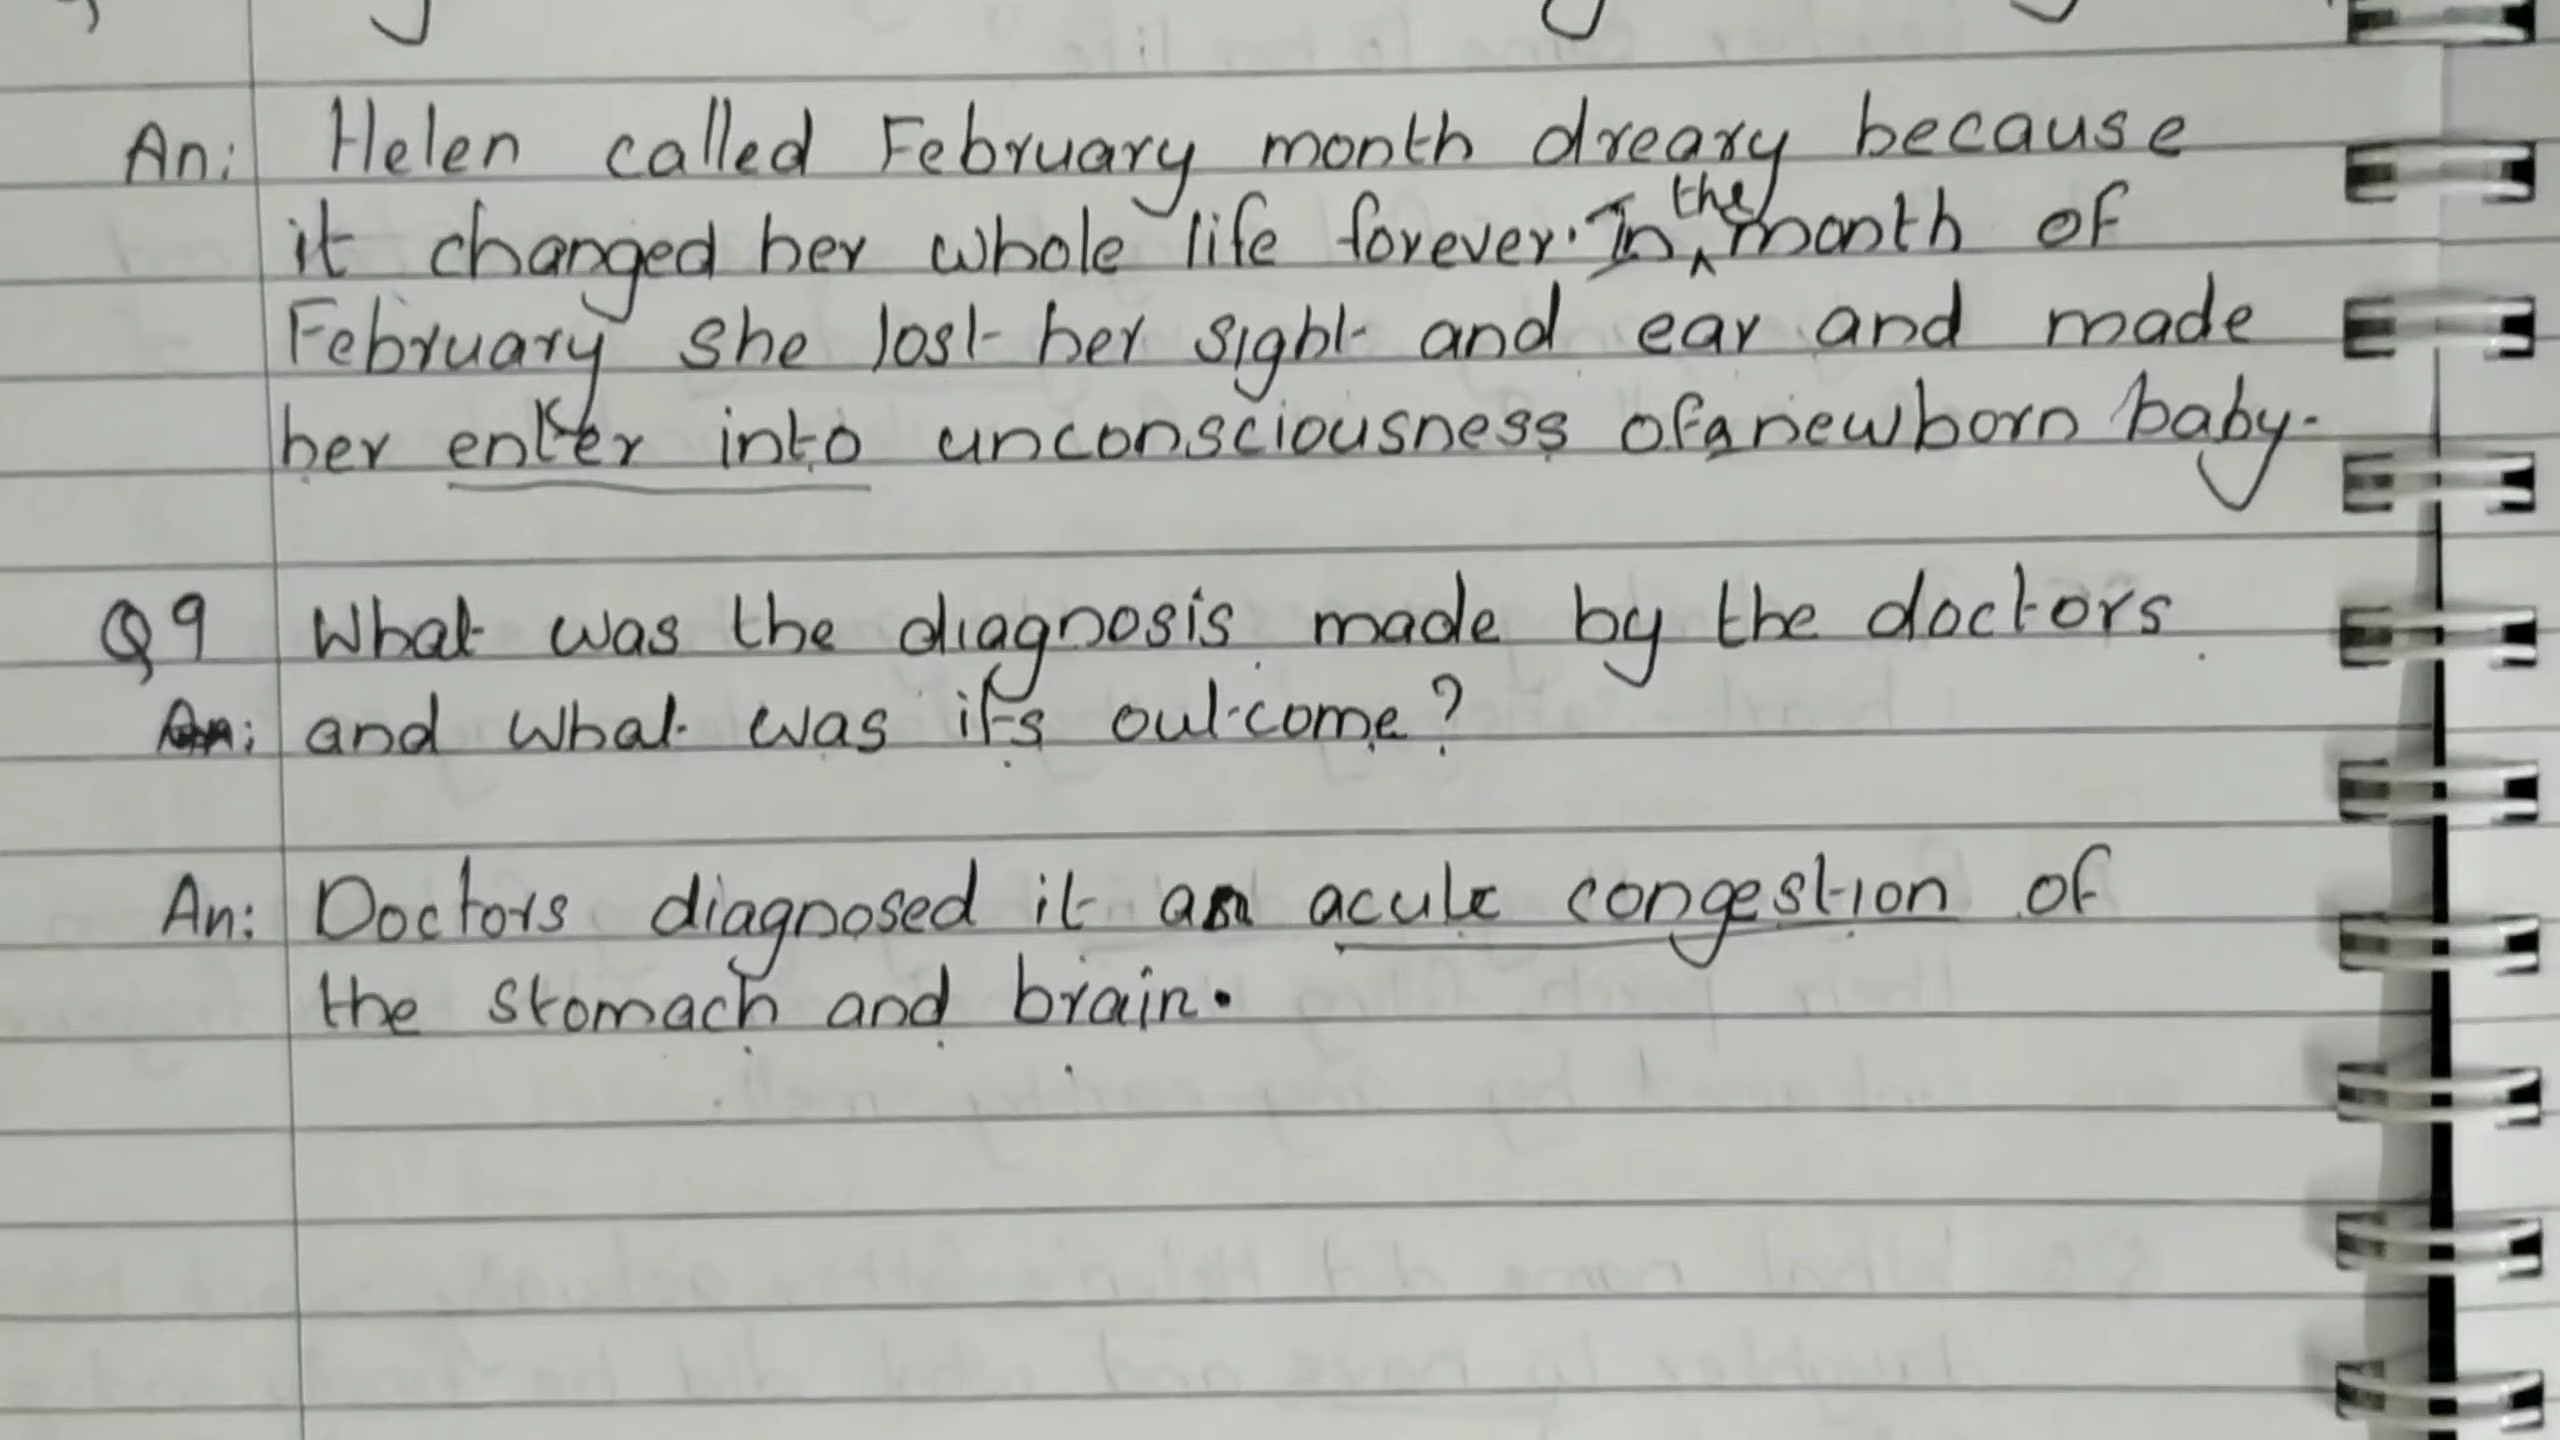 An: Helen called February month dreary because
it changed her whole life forever. In the month of
February she lost her sight and ear and made
her enter into unconsciousness of a newborn baby.
Q9 What was the diagnosis made by the doctors
An: and what was its outcome?
An: Doctors diagnosed it as acute congestion of
the stomach and brain.